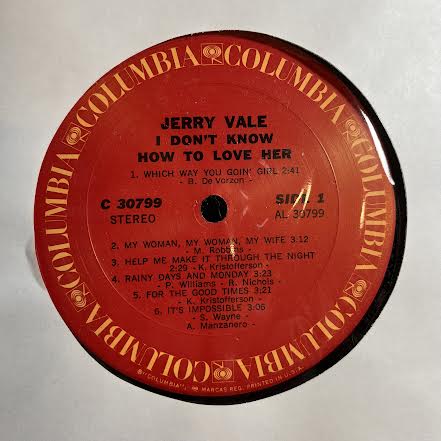 COLUMBIA COLUMBIA COLUMBIA COLUMBIA COLUMBIA COLUMBIA
JERRY VALE
I DON'T KNOW
HOW TO LOVE HER
1. WHICH WAY YOU GOIN' GIRL 2:41
- B. De Vorzon -
C 30799 SIDE 1
STEREO AL 30799
2. MY WOMAN, MY WOMAN, MY WIFE 3:12
- M. Robbins -
3. HELP ME MAKE IT THROUGH THE NIGHT
2:29 - K. Kristofferson -
4. RAINY DAYS AND MONDAY 3:23
- P. Williams - R. Nichols -
5. FOR THE GOOD TIMES 3:21
- K. Kristofferson -
6. IT'S IMPOSSIBLE 3:06
- S. Wayne -
A. Manzanero -
® "COLUMBIA", MARCAS REG. PRINTED IN U.S.A.